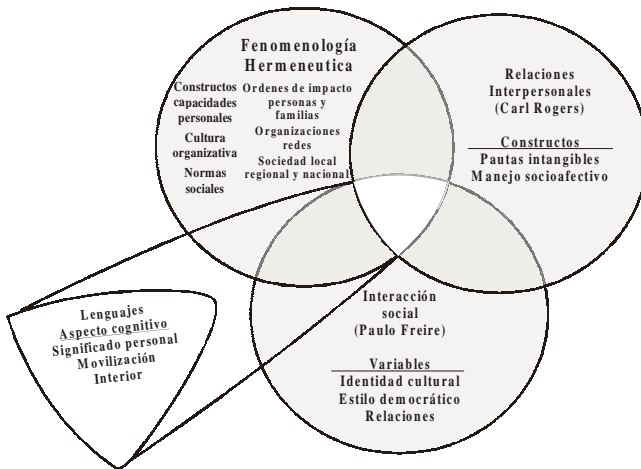 Fenomenología
Hermeneutica
Constructos
capacidades
personales
Cultura
organizativa
Normas
sociales
Ordenes de impacto
personas y
familias
Organizaciones
redes
Sociedad local
regional y nacional
Relaciones
Interpersonales
(Carl Rogers)
Constructos
Pautas intangibles
Manejo socioafectivo
Interacción
social
(Paulo Freire)
Variables
Identidad cultural
Estilo democrático
Relaciones
Lenguajes
Aspecto cognitivo
Significado personal
Movilización
Interior